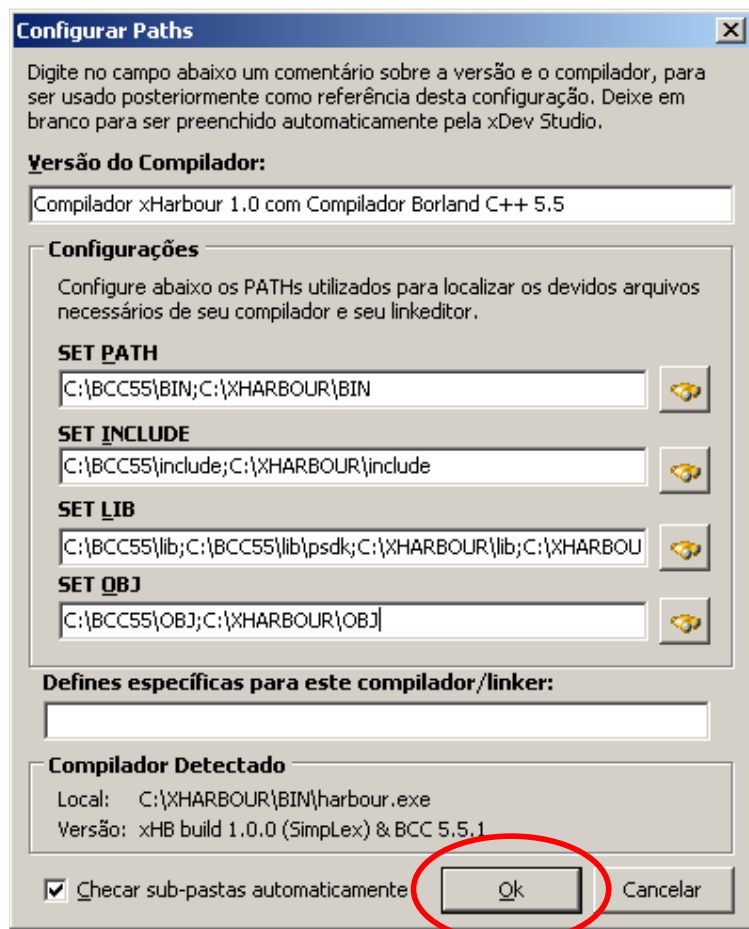 Configurar Paths
Digite no campo abaixo um comentário sobre a versão e o compilador, para
ser usado posteriormente como referência desta configuração. Deixe em
branco para ser preenchido automaticamente pela xDev Studio.
Versão do Compilador:
Compilador xHarbour 1.0 com Compilador Borland C++ 5.5
Configurações
Configure abaixo os PATHs utilizados para localizar os devidos arquivos
necessários de seu compilador e seu linkeditor.
SET PATH
C:\BCC55\BIN;C:\XHARBOUR\BIN
SET INCLUDE
C:\BCC55\include;C:\XHARBOUR\include
SET LIB
C:\BCC55\lib;C:\BCC55\lib\psdk;C:\XHARBOUR\lib;C:\XHARBOU
SET OBJ
C:\BCC55\OBJ;C:\XHARBOUR\OBJ
Defines específicas para este compilador/linker:
Compilador Detectado
Local: C:\XHARBOUR\BIN\harbour.exe
Versão: xHB build 1.0.0 (SimpLex) & BCC 5.5.1
Checar sub-pastas automaticamente Ok Cancelar